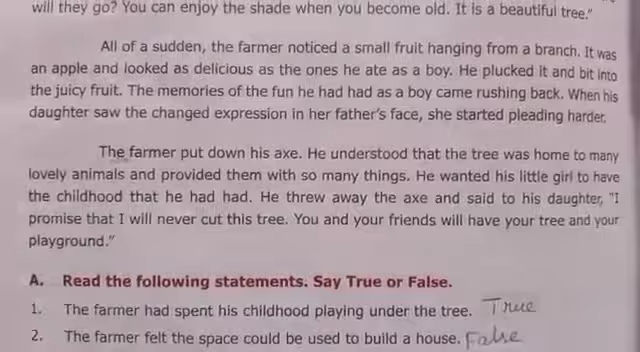 will they go? You can enjoy the shade when you become old. It is a beautiful tree."
All of a sudden, the farmer noticed a small fruit hanging from a branch. It was
an apple and looked as delicious as the ones he ate as a boy. He plucked it and bit into
the juicy fruit. The memories of the fun he had had as a boy came rushing back. When his
daughter saw the changed expression in her father's face, she started pleading harder.
The farmer put down his axe. He understood that the tree was home to many
lovely animals and provided them with so many things. He wanted his little girl to have
the childhood that he had had. He threw away the axe and said to his daughter, "I
promise that I will never cut this tree. You and your friends will have your tree and your
playground."
A. Read the following statements. Say True or False.
1. The farmer had spent his childhood playing under the tree. True
2. The farmer felt the space could be used to build a house. False